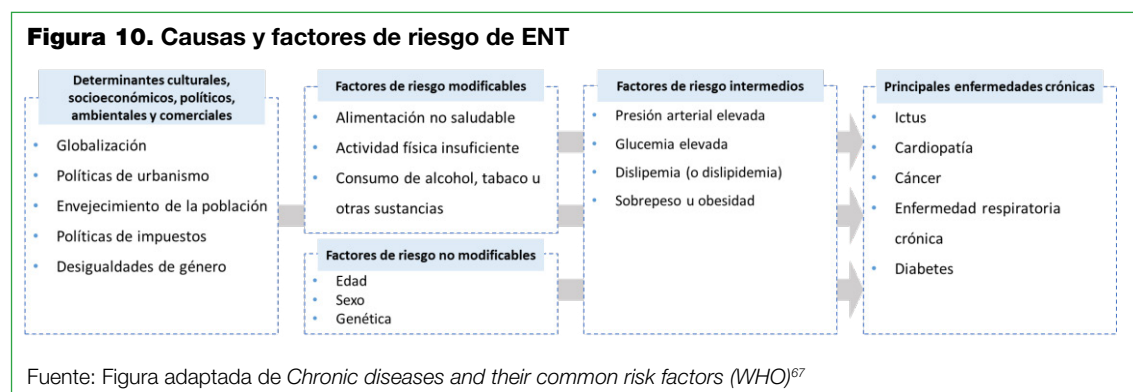 Figura 10. Causas y factores de riesgo de ENT
Determinantes culturales,
socioeconómicos, políticos,
ambientales y comerciales
• Globalización
• Políticas de urbanismo
• Envejecimiento de la población
• Políticas de impuestos
• Desigualdades de género
Factores de riesgo modificables
• Alimentación no saludable
• Actividad física insuficiente
• Consumo de alcohol, tabaco u
otras sustancias
Factores de riesgo no modificables
• Edad
• Sexo
• Genética
Factores de riesgo intermedios
• Presión arterial elevada
• Glucemia elevada
• Dislipemia (o dislipidemia)
• Sobrepeso u obesidad
Principales enfermedades crónicas
• Ictus
• Cardiopatía
• Cáncer
• Enfermedad respiratoria
crónica
• Diabetes
Fuente: Figura adaptada de Chronic diseases and their common risk factors (WHO)67